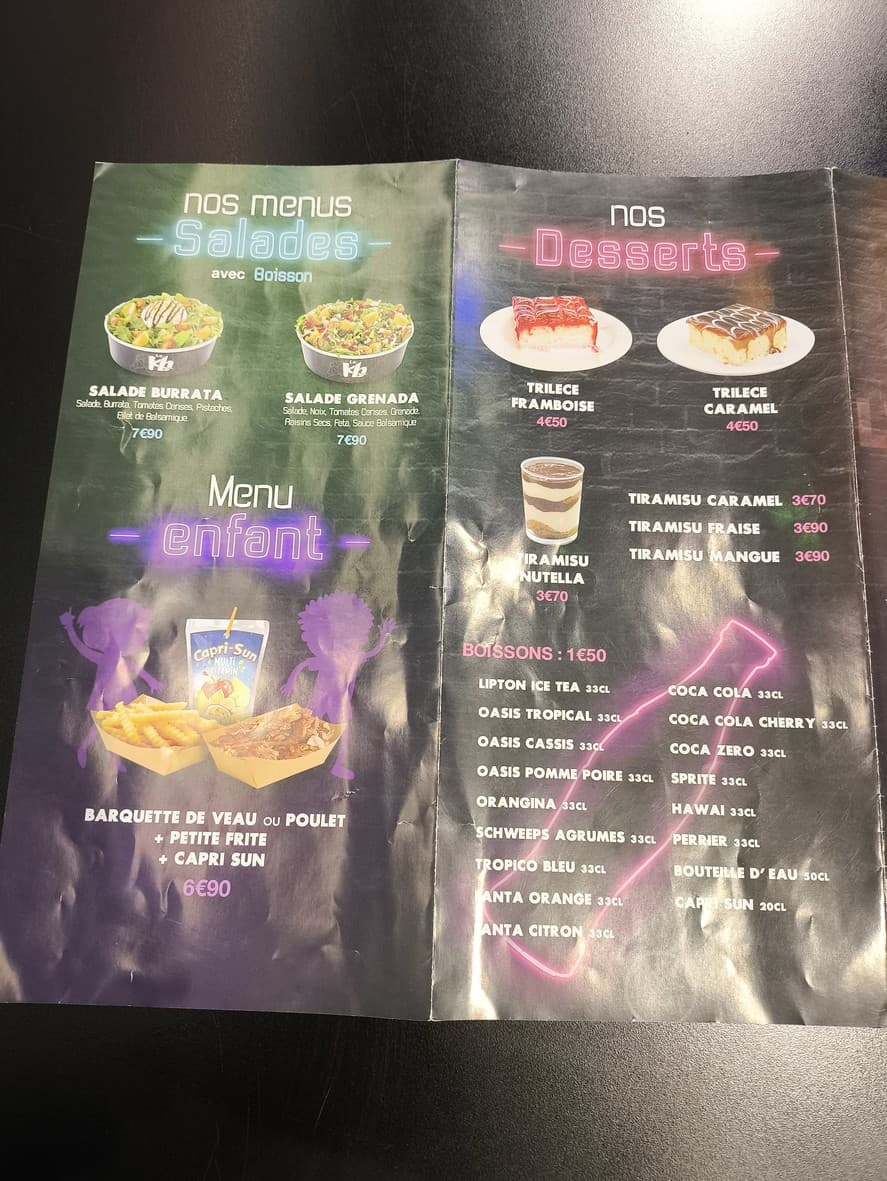 nos menus
Salades
avec Boisson
SALADE BURRATA
Salade, Burrata, Tomates Cerises, Pistaches,
Filet de Balsamique
7€90
SALADE GRENADA
Salade, Noix, Tomates Cerises, Grenade,
Raisins Secs, Feta, Sauce Balsamique
7€90
Menu
enfant
Capri-Sun
MULTI
VITAMIN
BARQUETTE DE VEAU OU POULET
+ PETITE FRITE
+ CAPRI SUN
6€90
nos
Desserts
TRILECE
FRAMBOISE
4€50
TRILECE
CARAMEL
4€50
TIRAMISU
NUTELLA
3€70
TIRAMISU CARAMEL 3€70
TIRAMISU FRAISE 3€90
TIRAMISU MANGUE 3€90
BOISSONS : 1€50
LIPTON ICE TEA 33CL
OASIS TROPICAL 33CL
OASIS CASSIS 33CL
OASIS POMME POIRE 33CL
ORANGINA 33CL
SCHWEEPS AGRUMES 33CL
TROPICO BLEU 33CL
FANTA ORANGE 33CL
FANTA CITRON 33CL
COCA COLA 33CL
COCA COLA CHERRY 33CL
COCA ZERO 33CL
SPRITE 33CL
HAWAI 33CL
PERRIER 33CL
BOUTEILLE D'EAU 50CL
CAPRI SUN 20CL